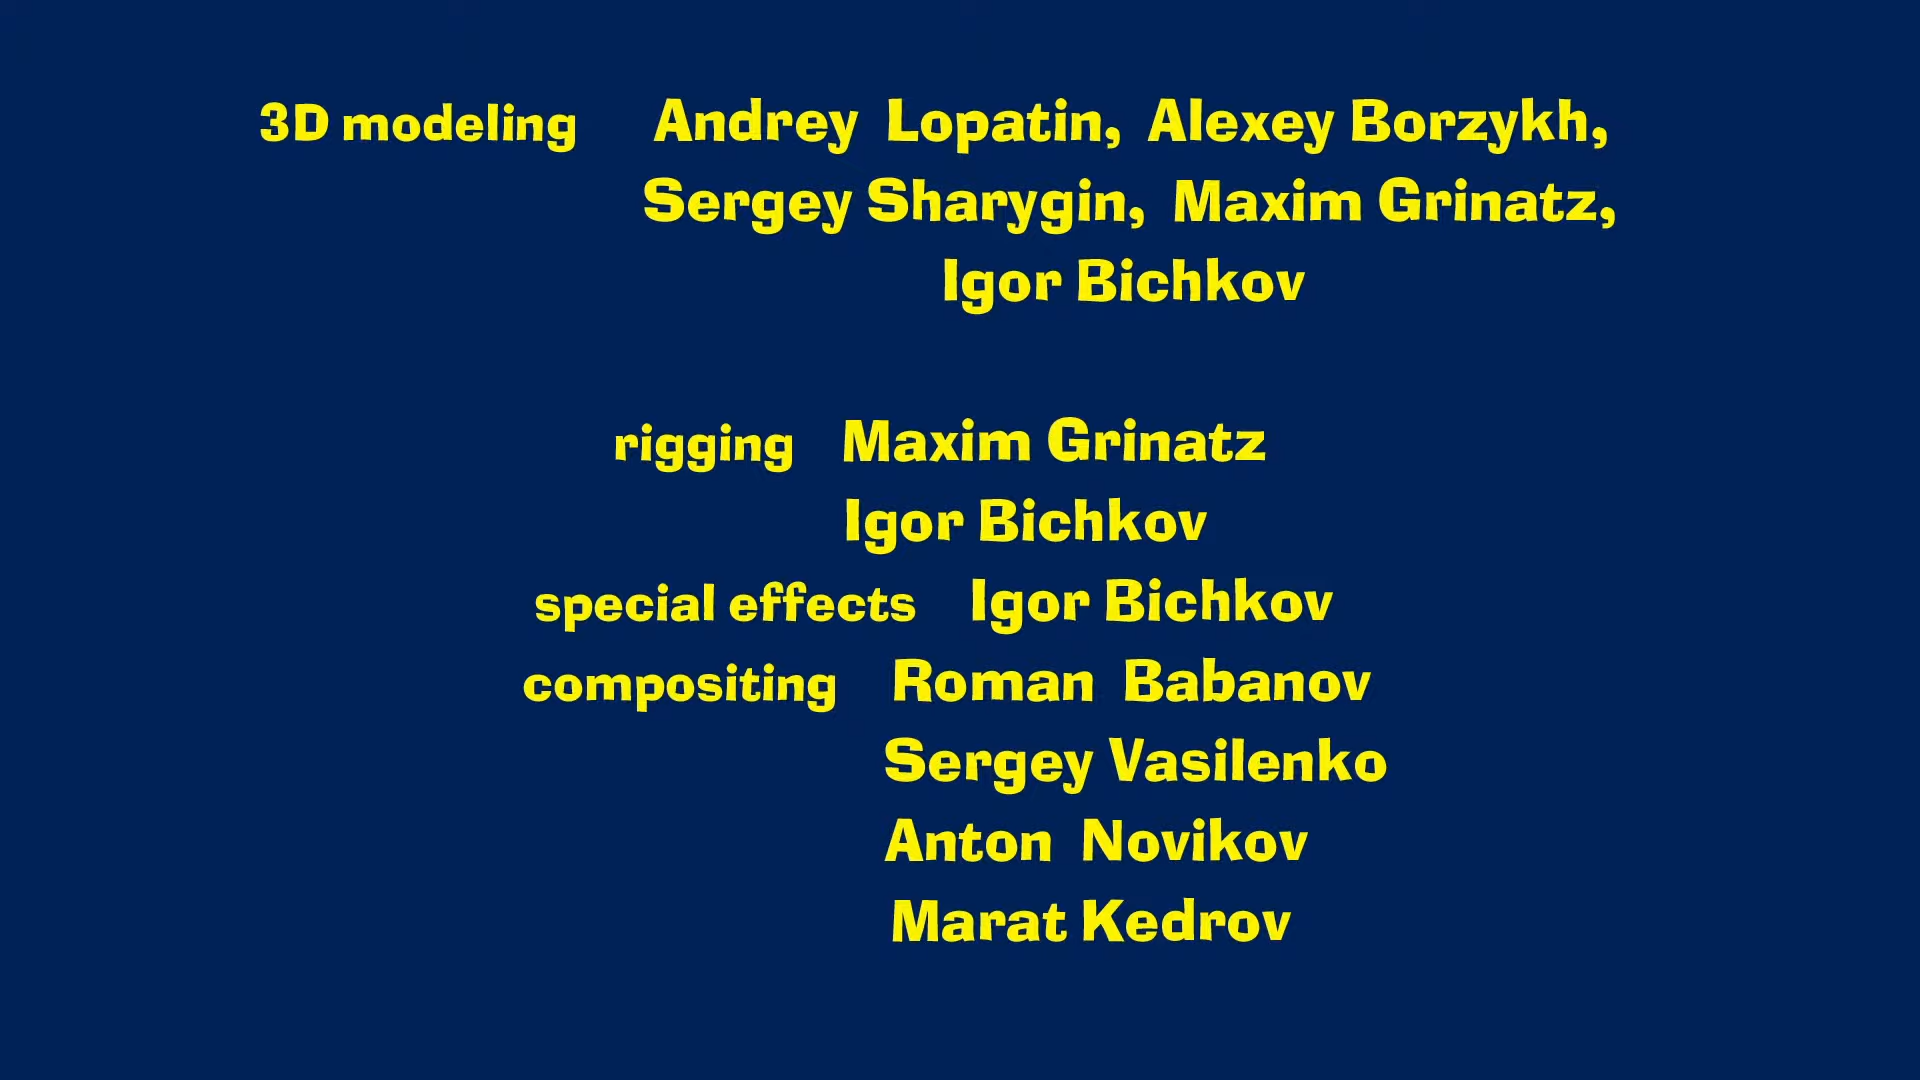 3D modeling Andrey Lopatin, Alexey Borzykh,
Sergey Sharygin, Maxim Grinatz,
Igor Bichkov
rigging Maxim Grinatz
Igor Bichkov
special effects Igor Bichkov
compositing Roman Babanov
Sergey Vasilenko
Anton Novikov
Marat Kedrov